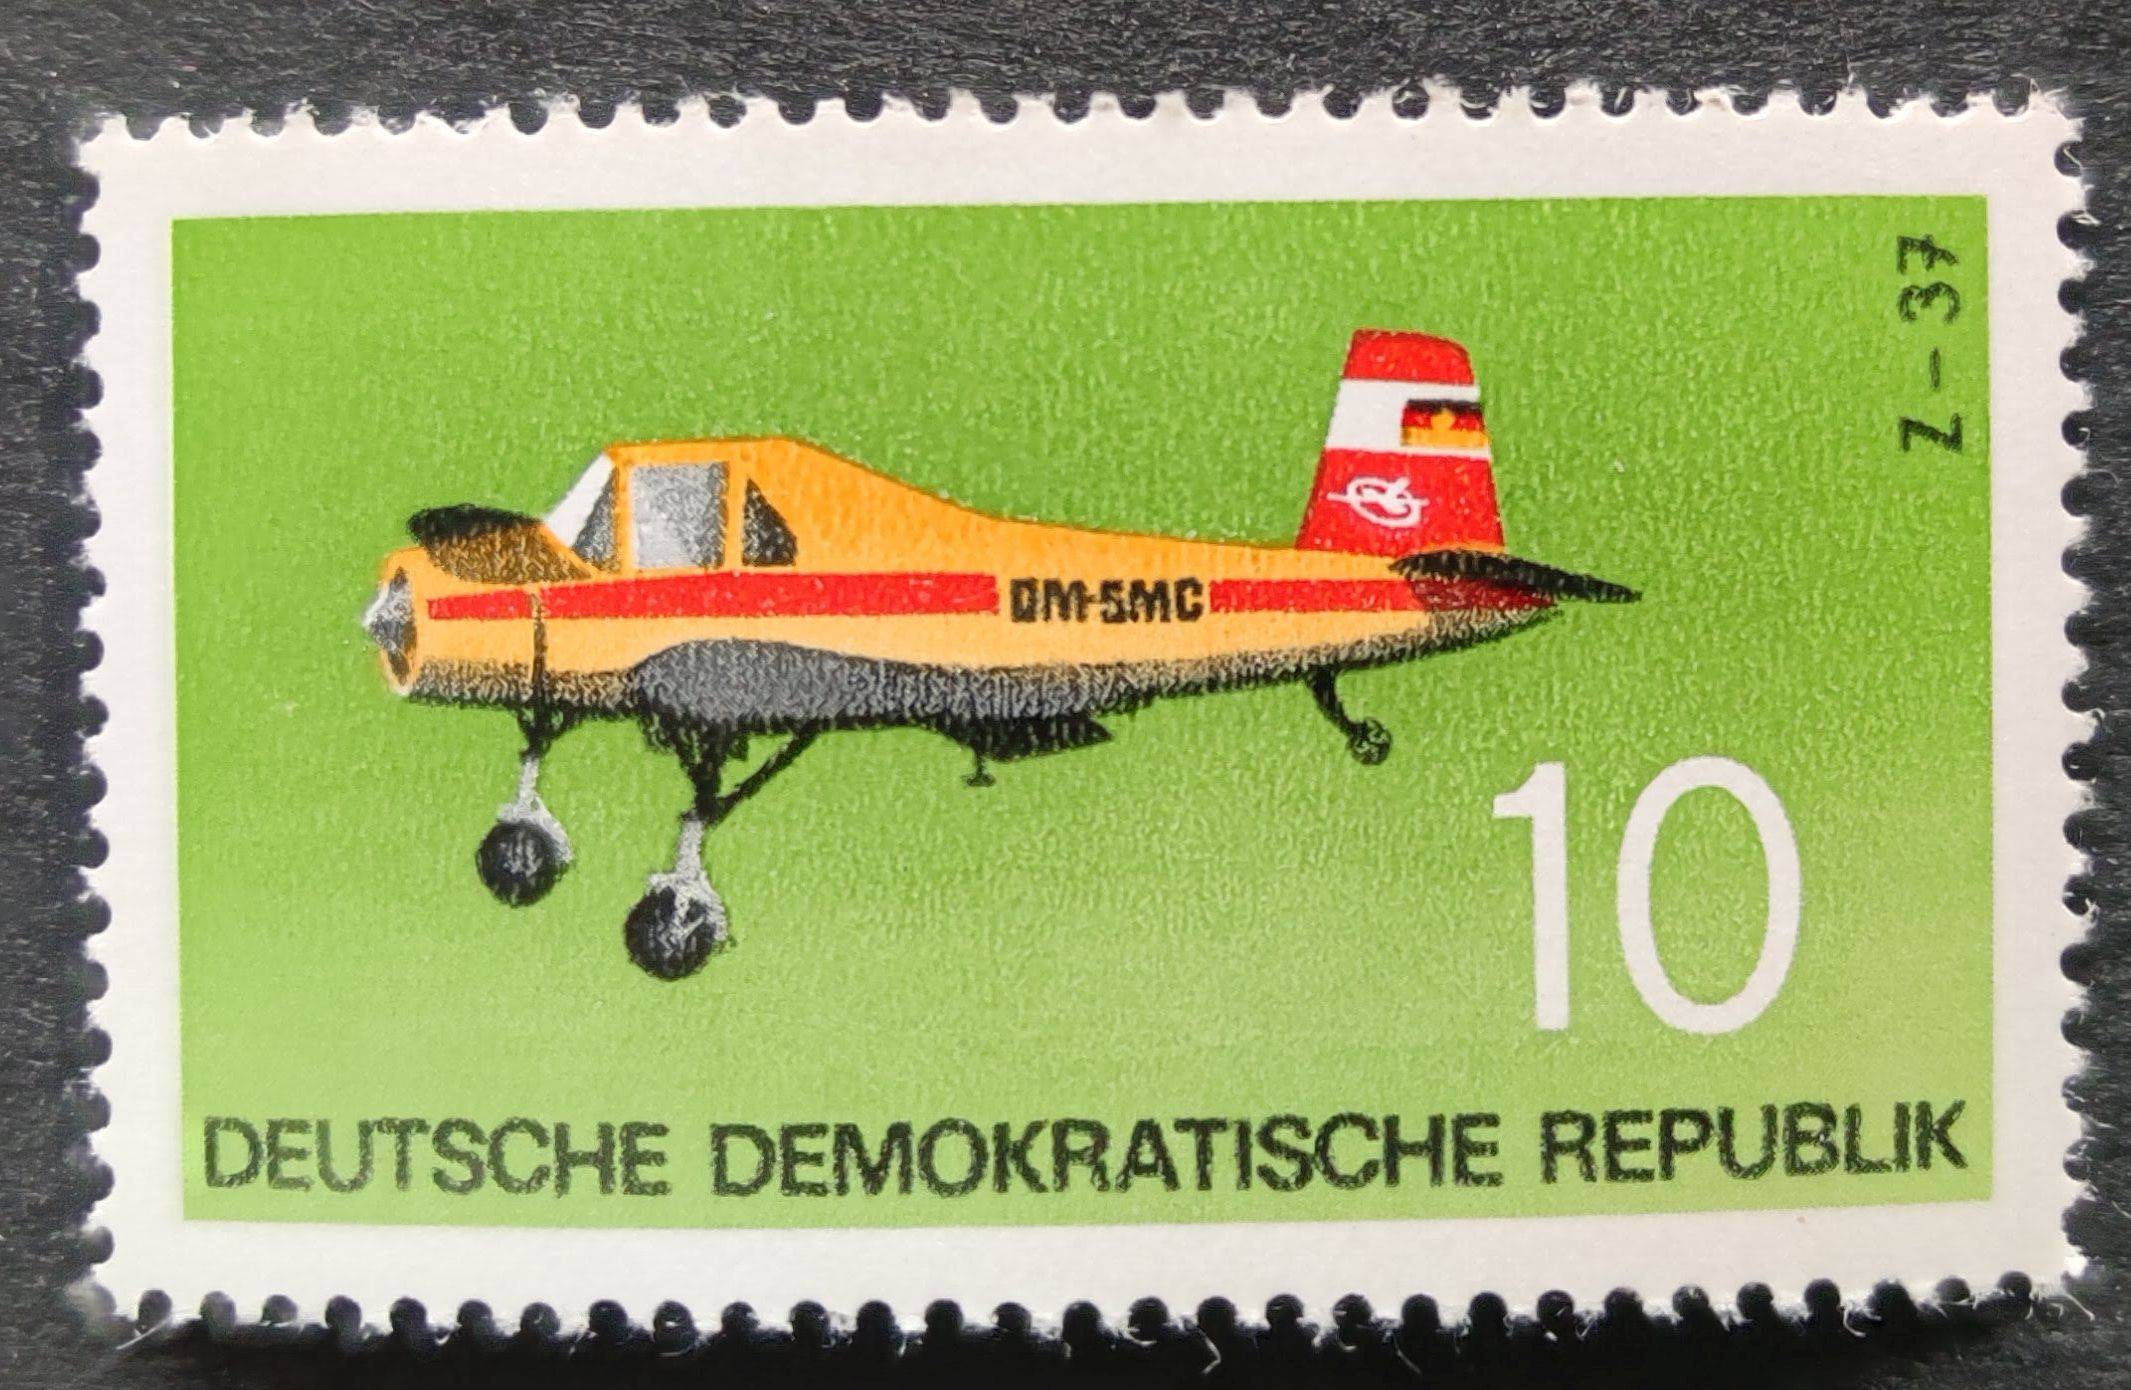 Z-37
DM-SMC
10
DEUTSCHE DEMOKRATISCHE REPUBLIK